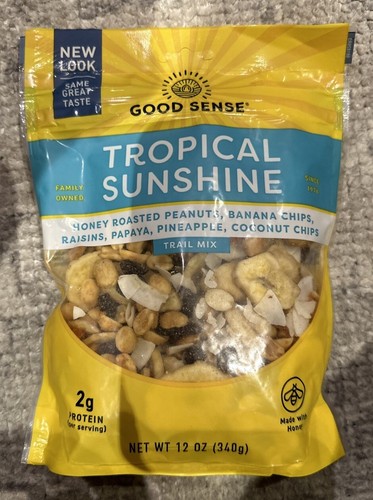 NEW
LOOK
SAME
GREAT
TASTE
GOOD SENSE®
TROPICAL
SUNSHINE
FAMILY
OWNED
SINCE
HONEY ROASTED PEANUTS, BANANA CHIPS,
RAISINS, PAPAYA, PINEAPPLE, COCONUT CHIPS
TRAIL MIX
2g
PROTEIN
(per serving)
Made with
Honey
NET WT 12 OZ (340g)